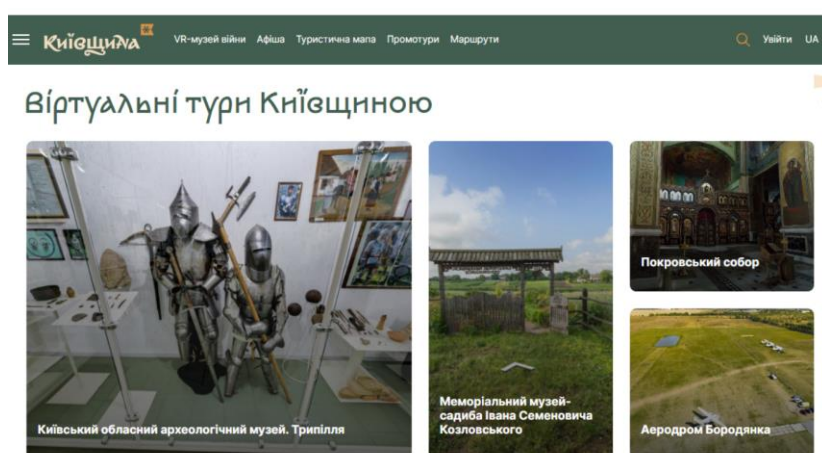 Київщина
VR-музей війни Афіша Туристична мапа Промотури Маршрути
Увійти UA
Віртуальні тури Київщиною
Київський обласний археологічний музей. Трипілля
Меморіальний музей-
садиба Івана Семеновича
Козловського
Покровський собор
Аеродром Бородянка